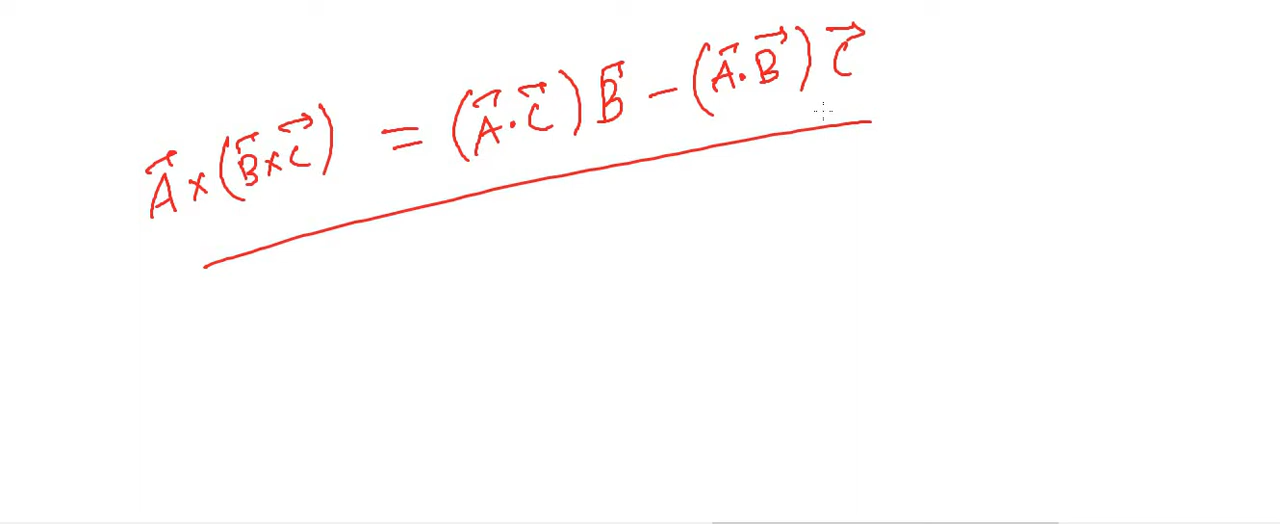 A⃗ × (B⃗ × C⃗) = (A⃗ · C⃗) B⃗ − (A⃗ · B⃗) C⃗